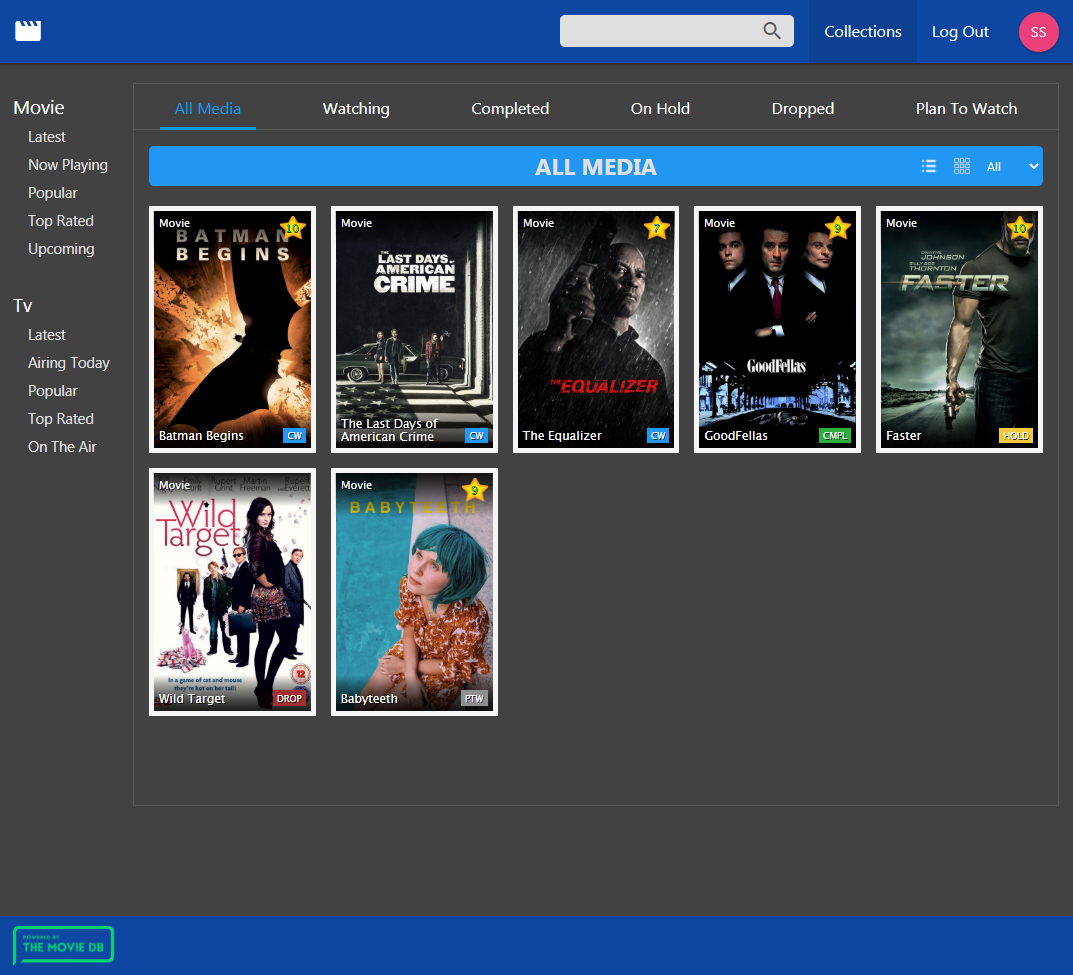 Collections
Log Out
SS
Movie
Latest
Now Playing
Popular
Top Rated
Upcoming
Tv
Latest
Airing Today
Popular
Top Rated
On The Air
All Media
Watching
Completed
On Hold
Dropped
Plan To Watch
ALL MEDIA
All
Movie
10
BATMAN
BEGINS
Batman Begins
CW
Movie
THE
LAST DAYS OF
AMERICAN
CRIME
The Last Days of
American Crime
CW
Movie
7
THE EQUALIZER
The Equalizer
CW
Movie
9
GoodFellas
GoodFellas
CMPL
Movie
10
DWAYNE
JOHNSON
BILLY BOB
THORNTON
FASTER
Faster
HOLD
Movie
Rupert
Grint
Martin
Freeman
Rupert
Everett
Wild
Target
12
In a game of cat and mouse
they're hot on her tail!
Wild Target
DROP
Movie
9
BABYTEETH
Babyteeth
PTW
POWERED BY
THE MOVIE DB